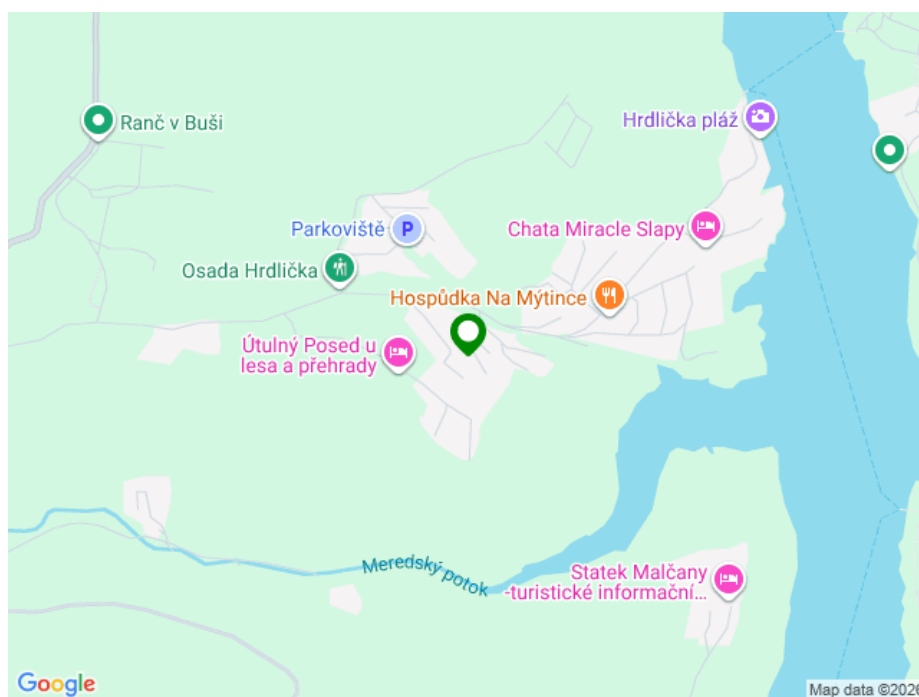 Hrdlička pláž
Ranč v Buši
Parkoviště
P
Chata Miracle Slapy
Osada Hrdlička
Hospůdka Na Mýtince
Útulný Posed u
lesa a přehrady
Meredský potok
Statek Malčany
-turistické informační...
Google
Map data ©2026